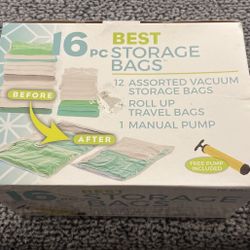 16 PC
BEST
STORAGE
BAGS
12 ASSORTED VACUUM
STORAGE BAGS
3 ROLL UP
TRAVEL BAGS
1 MANUAL PUMP
BEFORE
AFTER
FREE PUMP
INCLUDED
BEST